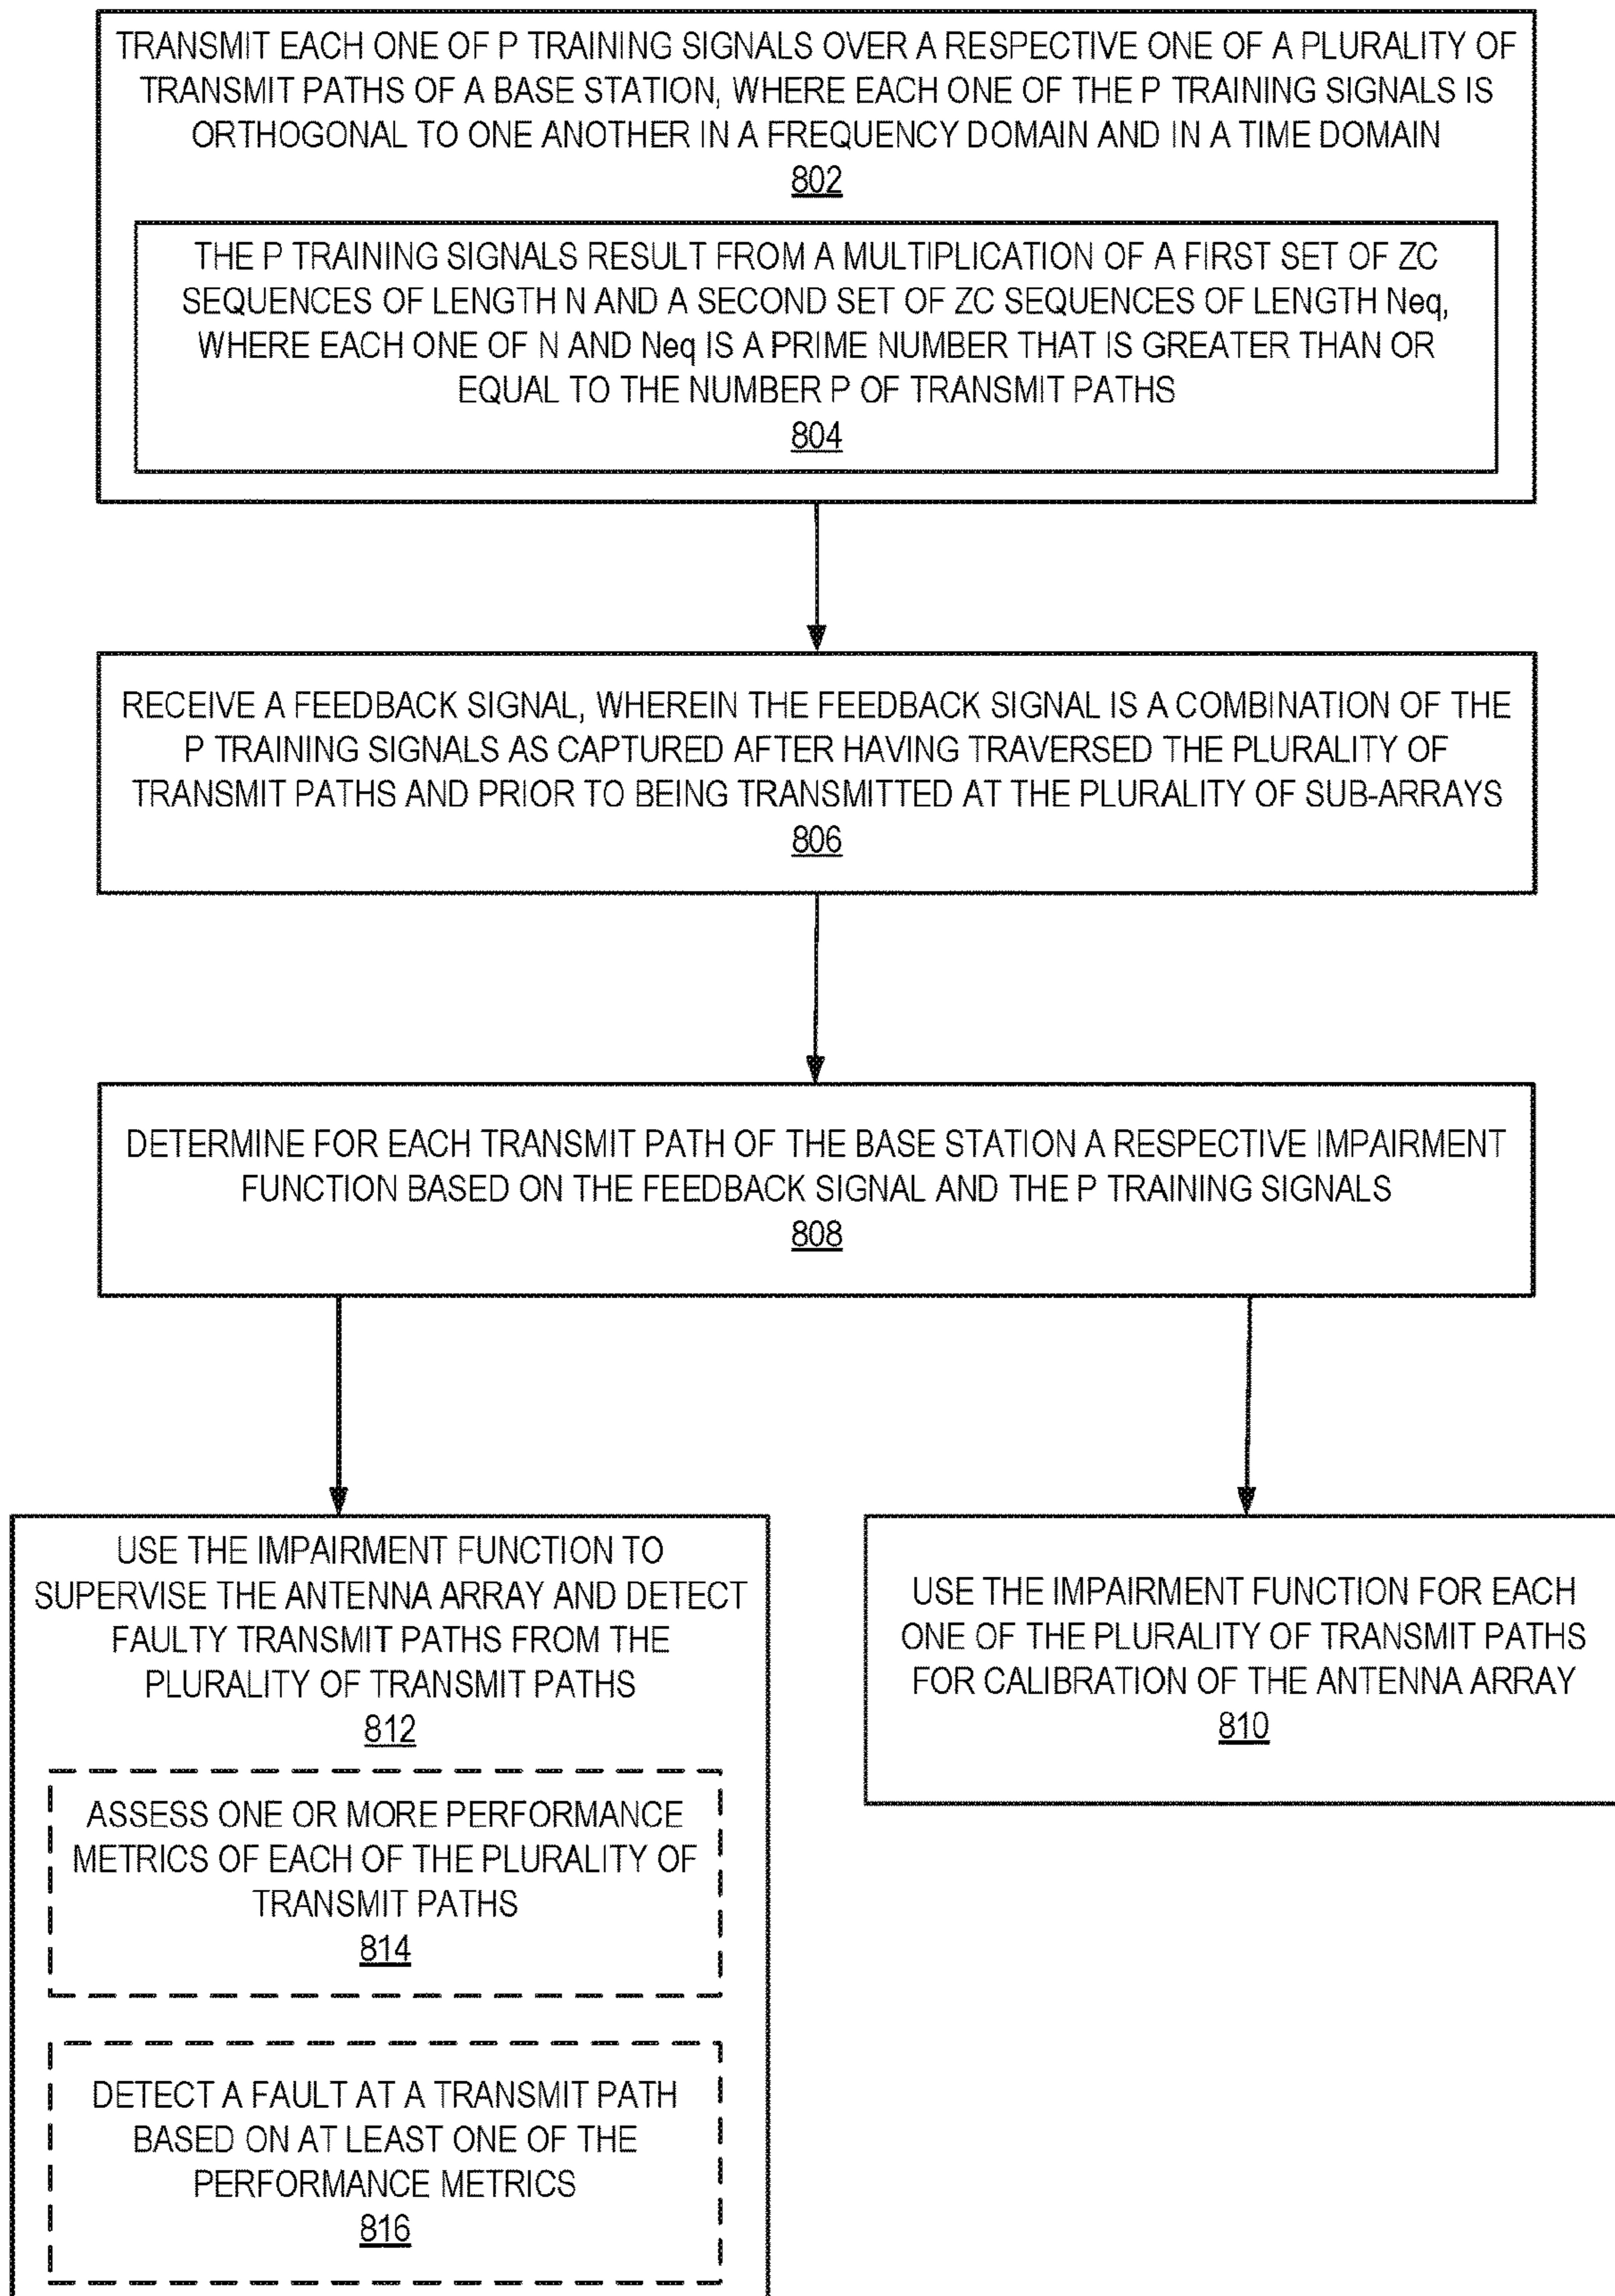 TRANSMIT EACH ONE OF P TRAINING SIGNALS OVER A RESPECTIVE ONE OF A PLURALITY OF
TRANSMIT PATHS OF A BASE STATION, WHERE EACH ONE OF THE P TRAINING SIGNALS IS
ORTHOGONAL TO ONE ANOTHER IN A FREQUENCY DOMAIN AND IN A TIME DOMAIN
802
THE P TRAINING SIGNALS RESULT FROM A MULTIPLICATION OF A FIRST SET OF ZC
SEQUENCES OF LENGTH N AND A SECOND SET OF ZC SEQUENCES OF LENGTH Neq,
WHERE EACH ONE OF N AND Neq IS A PRIME NUMBER THAT IS GREATER THAN OR
EQUAL TO THE NUMBER P OF TRANSMIT PATHS
804
RECEIVE A FEEDBACK SIGNAL, WHEREIN THE FEEDBACK SIGNAL IS A COMBINATION OF THE
P TRAINING SIGNALS AS CAPTURED AFTER HAVING TRAVERSED THE PLURALITY OF
TRANSMIT PATHS AND PRIOR TO BEING TRANSMITTED AT THE PLURALITY OF SUB-ARRAYS
806
DETERMINE FOR EACH TRANSMIT PATH OF THE BASE STATION A RESPECTIVE IMPAIRMENT
FUNCTION BASED ON THE FEEDBACK SIGNAL AND THE P TRAINING SIGNALS
808
USE THE IMPAIRMENT FUNCTION TO
SUPERVISE THE ANTENNA ARRAY AND DETECT
FAULTY TRANSMIT PATHS FROM THE
PLURALITY OF TRANSMIT PATHS
812
ASSESS ONE OR MORE PERFORMANCE
METRICS OF EACH OF THE PLURALITY OF
TRANSMIT PATHS
814
DETECT A FAULT AT A TRANSMIT PATH
BASED ON AT LEAST ONE OF THE
PERFORMANCE METRICS
816
USE THE IMPAIRMENT FUNCTION FOR EACH
ONE OF THE PLURALITY OF TRANSMIT PATHS
FOR CALIBRATION OF THE ANTENNA ARRAY
810